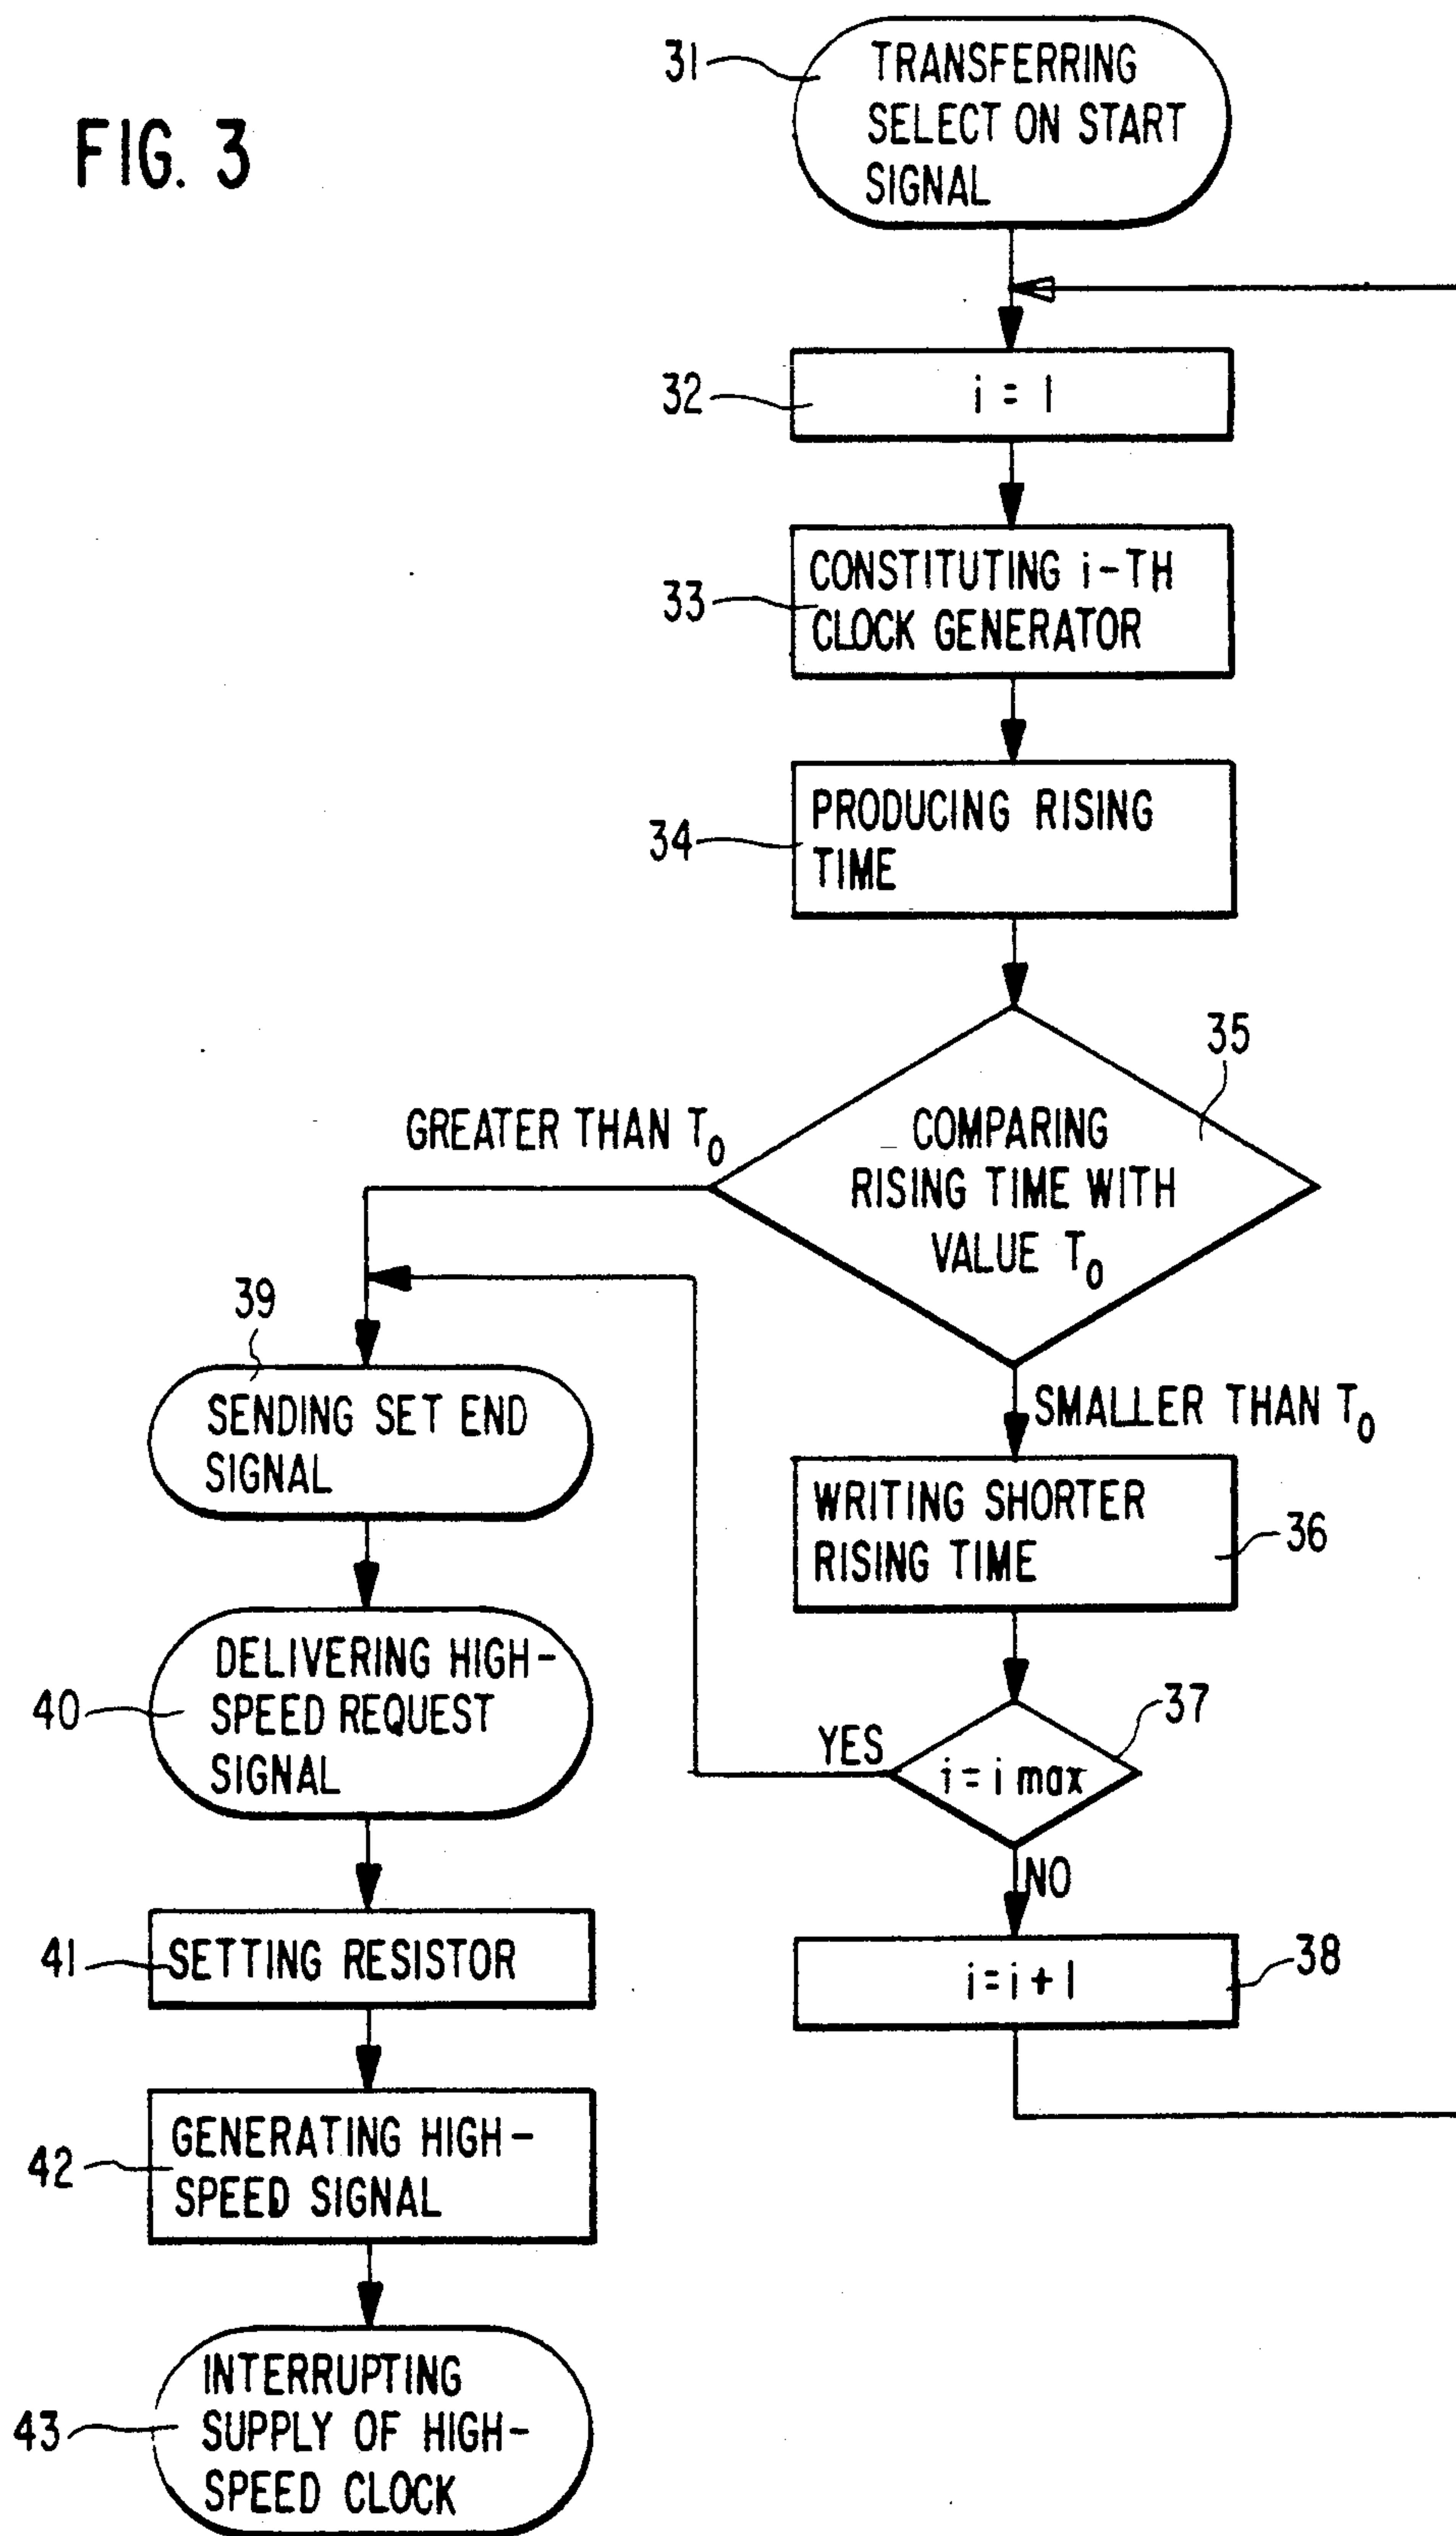 FIG. 3
31
TRANSFERRING
SELECT ON START
SIGNAL
32
i = 1
33
CONSTITUTING i-TH
CLOCK GENERATOR
34
PRODUCING RISING
TIME
35
COMPARING
RISING TIME WITH
VALUE T0
GREATER THAN T0
SMALLER THAN T0
WRITING SHORTER
RISING TIME
36
37
i = i max
YES
NO
i = i + 1
38
39
SENDING SET END
SIGNAL
40
DELIVERING HIGH-
SPEED REQUEST
SIGNAL
41
SETTING RESISTOR
42
GENERATING HIGH-
SPEED SIGNAL
43
INTERRUPTING
SUPPLY OF HIGH-
SPEED CLOCK